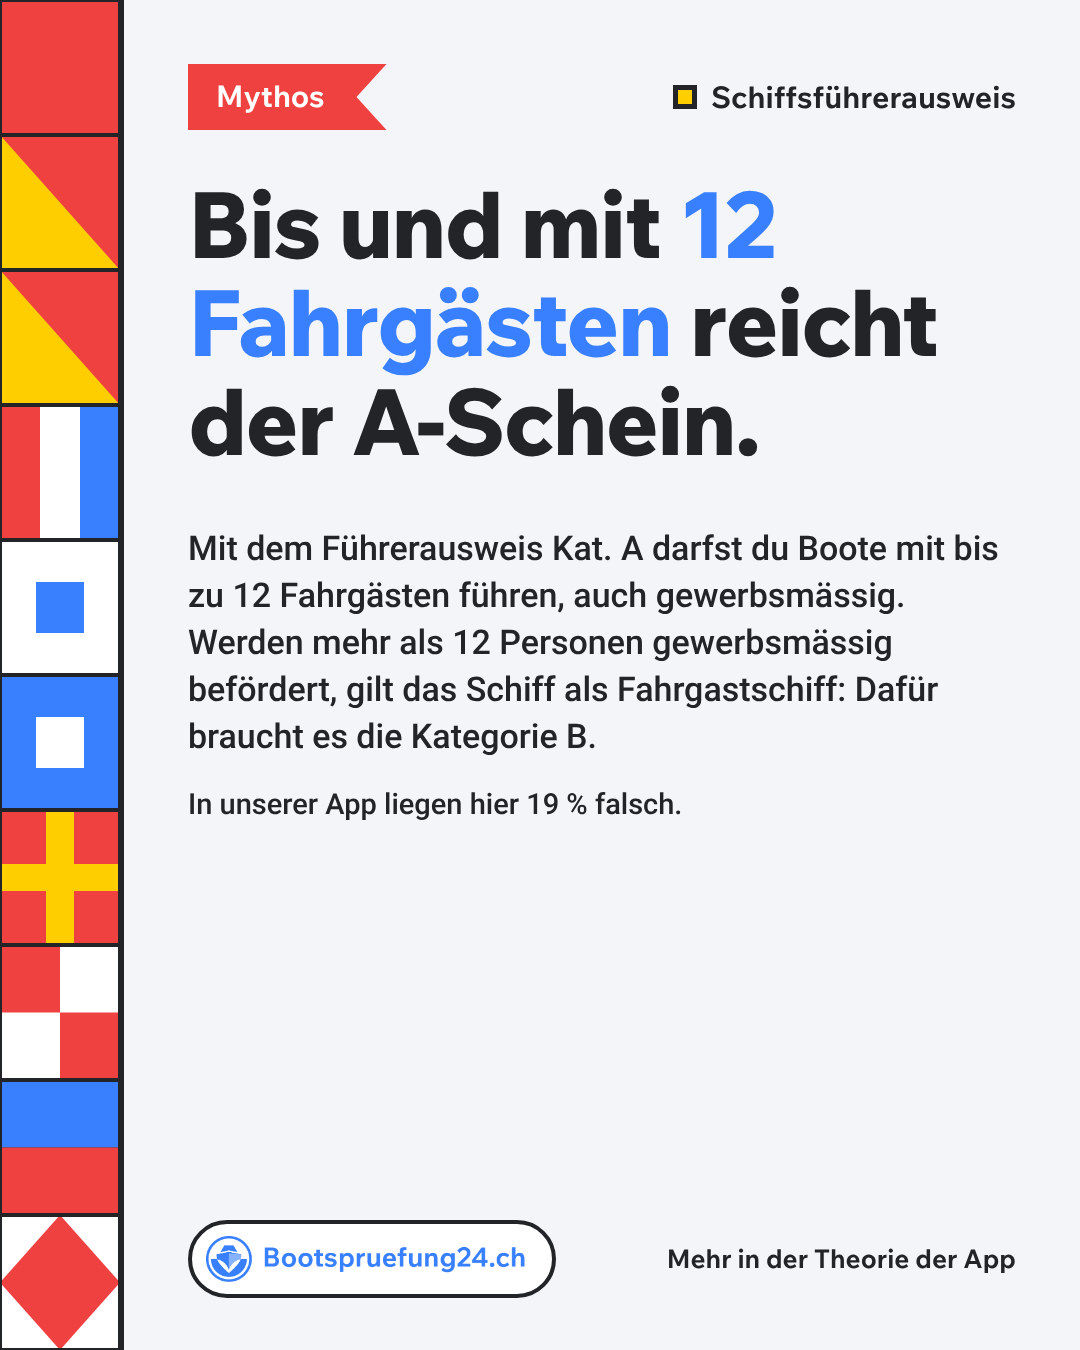 Mythos
Schiffsführerausweis
Bis und mit 12
Fahrgästen reicht
der A-Schein.
Mit dem Führerausweis Kat. A darfst du Boote mit bis
zu 12 Fahrgästen führen, auch gewerbsmässig.
Werden mehr als 12 Personen gewerbsmässig
befördert, gilt das Schiff als Fahrgastschiff: Dafür
braucht es die Kategorie B.
In unserer App liegen hier 19 % falsch.
Bootspruefung24.ch
Mehr in der Theorie der App